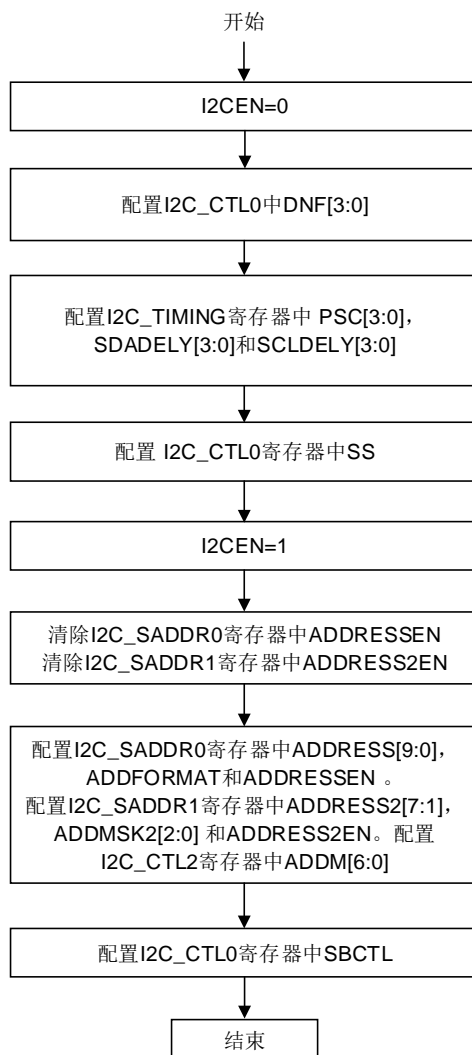 开始
I2CEN=0
配置I2C_CTL0中DNF[3:0]
配置I2C_TIMING寄存器中 PSC[3:0],
SDADELY[3:0]和SCLDELY[3:0]
配置 I2C_CTL0寄存器中SS
I2CEN=1
清除I2C_SADDR0寄存器中ADDRESSEN
清除I2C_SADDR1寄存器中ADDRESS2EN
配置I2C_SADDR0寄存器中ADDRESS[9:0],
ADDFORMAT和ADDRESSEN 。
配置I2C_SADDR1寄存器中ADDRESS2[7:1],
ADDMSK2[2:0] 和ADDRESS2EN。配置
I2C_CTL2寄存器中ADDM[6:0]
配置I2C_CTL0寄存器中SBCTL
结束